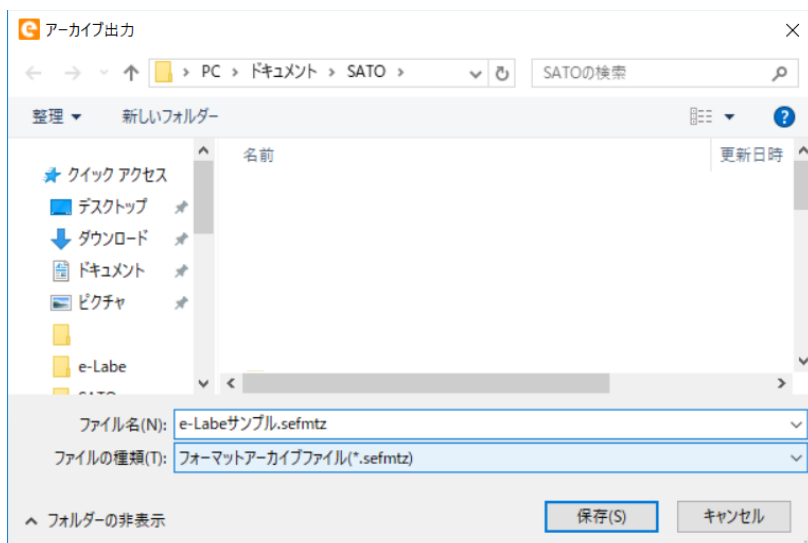 アーカイブ出力
PC > ドキュメント > SATO >
SATOの検索
整理
新しいフォルダー
名前
更新日時
クイック アクセス
デスクトップ
ダウンロード
ドキュメント
ピクチャ
e-Labe
SATO
ファイル名(N): e-Labeサンプル.sefmtz
ファイルの種類(T): フォーマットアーカイブファイル(*.sefmtz)
フォルダーの非表示
保存(S)
キャンセル